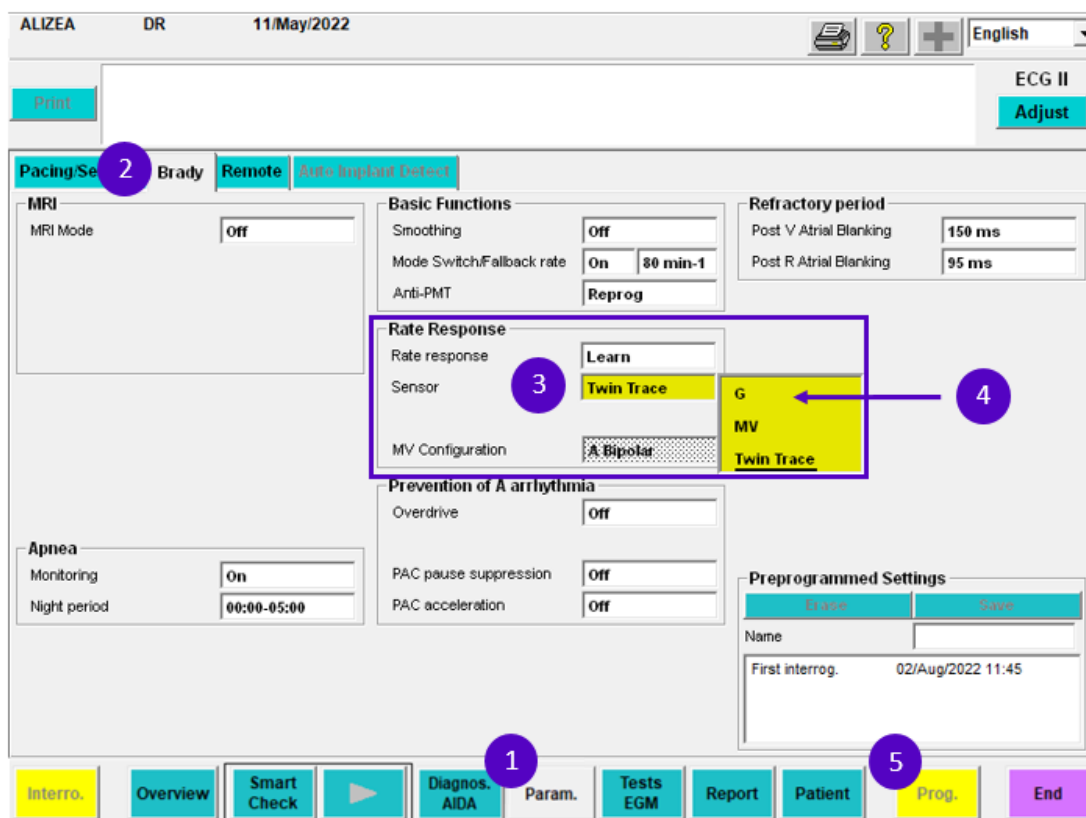 ALIZEA DR 11/May/2022
English
ECG II
Print
Adjust
Pacing/Se 2 Brady Remote Auto Implant Detect
MRI
MRI Mode Off
Basic Functions
Smoothing Off
Mode Switch/Fallback rate On 80 min-1
Anti-PMT Reprog
Refractory period
Post V Atrial Blanking 150 ms
Post R Atrial Blanking 95 ms
Rate Response
Rate response Learn
Sensor 3 Twin Trace
G 4
MV
Twin Trace
MV Configuration A Bipolar
Prevention of A arrhythmia
Overdrive Off
PAC pause suppression Off
PAC acceleration Off
Apnea
Monitoring On
Night period 00:00-05:00
Preprogrammed Settings
Erase Save
Name
First interrog. 02/Aug/2022 11:45
1 5
Interro. Overview Smart Check Diagnos. AIDA Param. Tests EGM Report Patient Prog. End